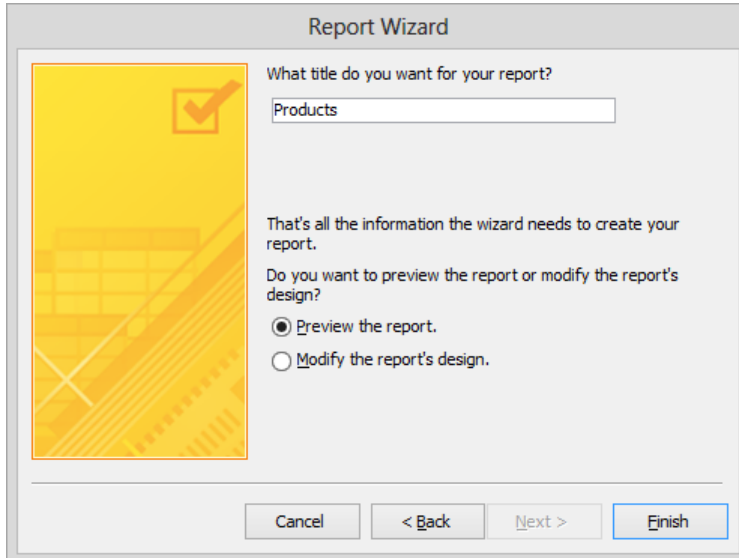 Report Wizard
What title do you want for your report?
Products
That's all the information the wizard needs to create your
report.
Do you want to preview the report or modify the report's
design?
Preview the report.
Modify the report's design.
Cancel
< Back
Next >
Finish